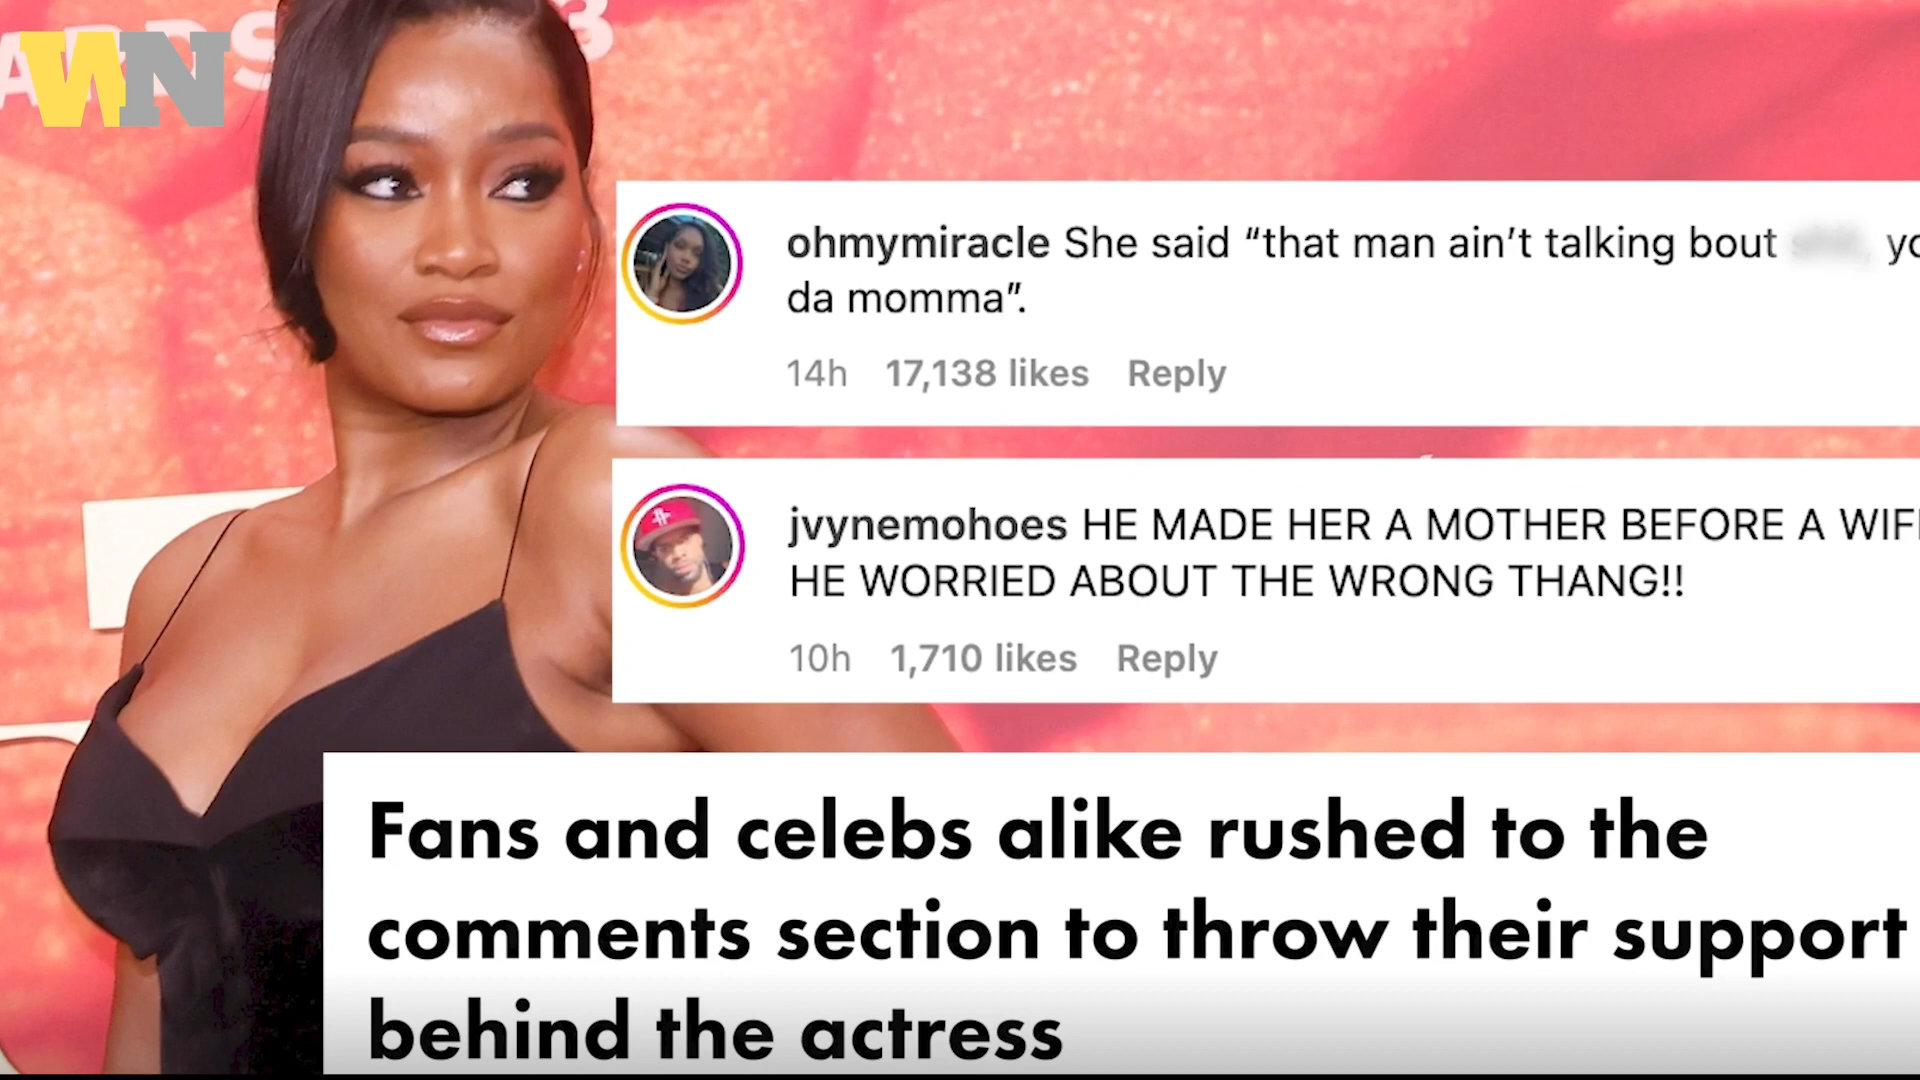 WN
ohmymiracle She said “that man ain’t talking bout
da momma”.
14h 17,138 likes Reply
jvynemohoes HE MADE HER A MOTHER BEFORE A
HE WORRIED ABOUT THE WRONG THANG!!
10h 1,710 likes Reply
Fans and celebs alike rushed to the
comments section to throw their support
behind the actress